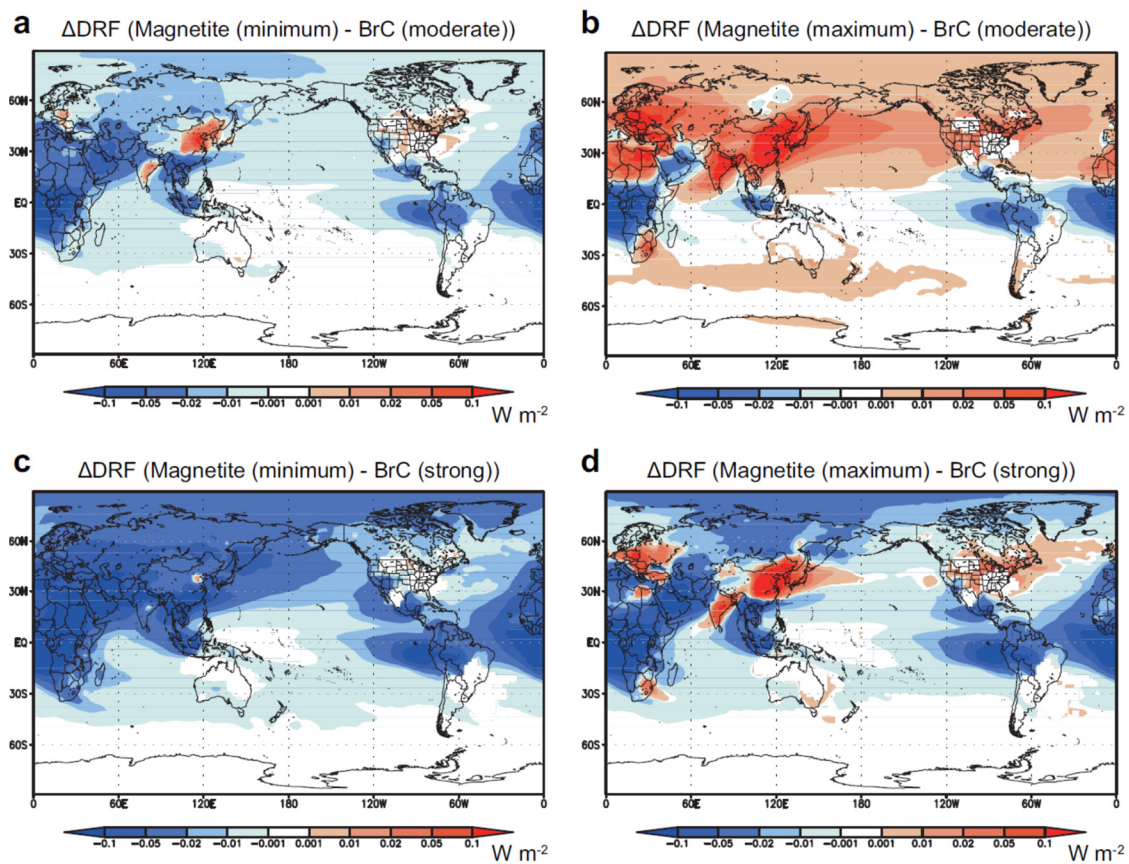 a
ΔDRF (Magnetite (minimum) - BrC (moderate))
60N
30N
EQ
30S
60S
0 60E 120E 180 120W 60W 0
−0.1 −0.05 −0.02 −0.01 −0.001 0.001 0.01 0.02 0.05 0.1
W m-2
b
ΔDRF (Magnetite (maximum) - BrC (moderate))
60N
30N
EQ
30S
60S
0 60E 120E 180 120W 60W 0
−0.1 −0.05 −0.02 −0.01 −0.001 0.001 0.01 0.02 0.05 0.1
W m-2
c
ΔDRF (Magnetite (minimum) - BrC (strong))
60N
30N
EQ
30S
60S
0 60E 120E 180 120W 60W 0
−0.1 −0.05 −0.02 −0.01 −0.001 0.001 0.01 0.02 0.05 0.1
W m-2
d
ΔDRF (Magnetite (maximum) - BrC (strong))
60N
30N
EQ
30S
60S
0 60E 120E 180 120W 60W 0
−0.1 −0.05 −0.02 −0.01 −0.001 0.001 0.01 0.02 0.05 0.1
W m-2